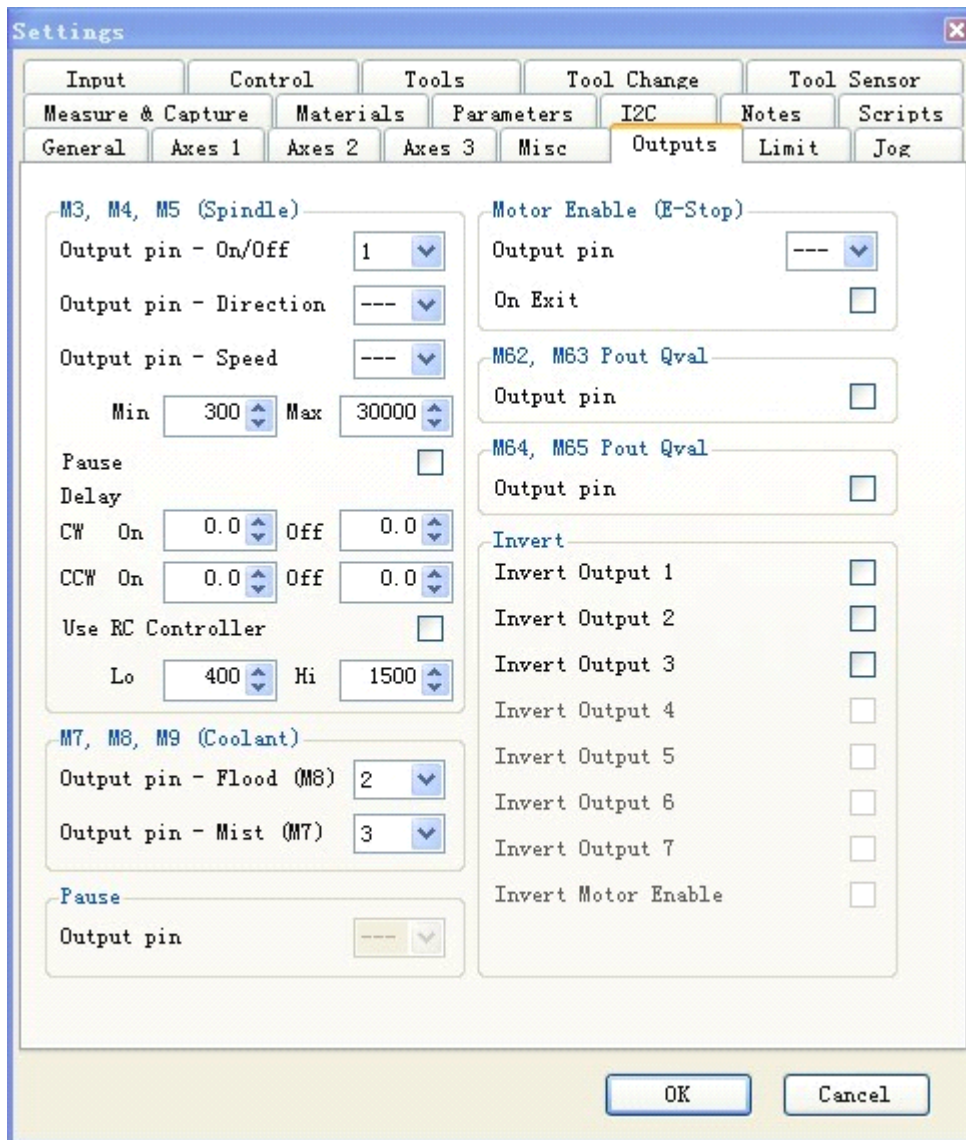 Settings
Input Control Tools Tool Change Tool Sensor
Measure & Capture Materials Parameters I2C Notes Scripts
General Axes 1 Axes 2 Axes 3 Misc Outputs Limit Jog
M3, M4, M5 (Spindle)
Output pin - On/Off 1
Output pin - Direction ---
Output pin - Speed ---
Min 300 Max 30000
Pause
Delay
CW On 0.0 Off 0.0
CCW On 0.0 Off 0.0
Use RC Controller
Lo 400 Hi 1500
M7, M8, M9 (Coolant)
Output pin - Flood (M8) 2
Output pin - Mist (M7) 3
Pause
Output pin ---
Motor Enable (E-Stop)
Output pin ---
On Exit
M62, M63 Pout Qval
Output pin
M64, M65 Pout Qval
Output pin
Invert
Invert Output 1
Invert Output 2
Invert Output 3
Invert Output 4
Invert Output 5
Invert Output 6
Invert Output 7
Invert Motor Enable
OK Cancel